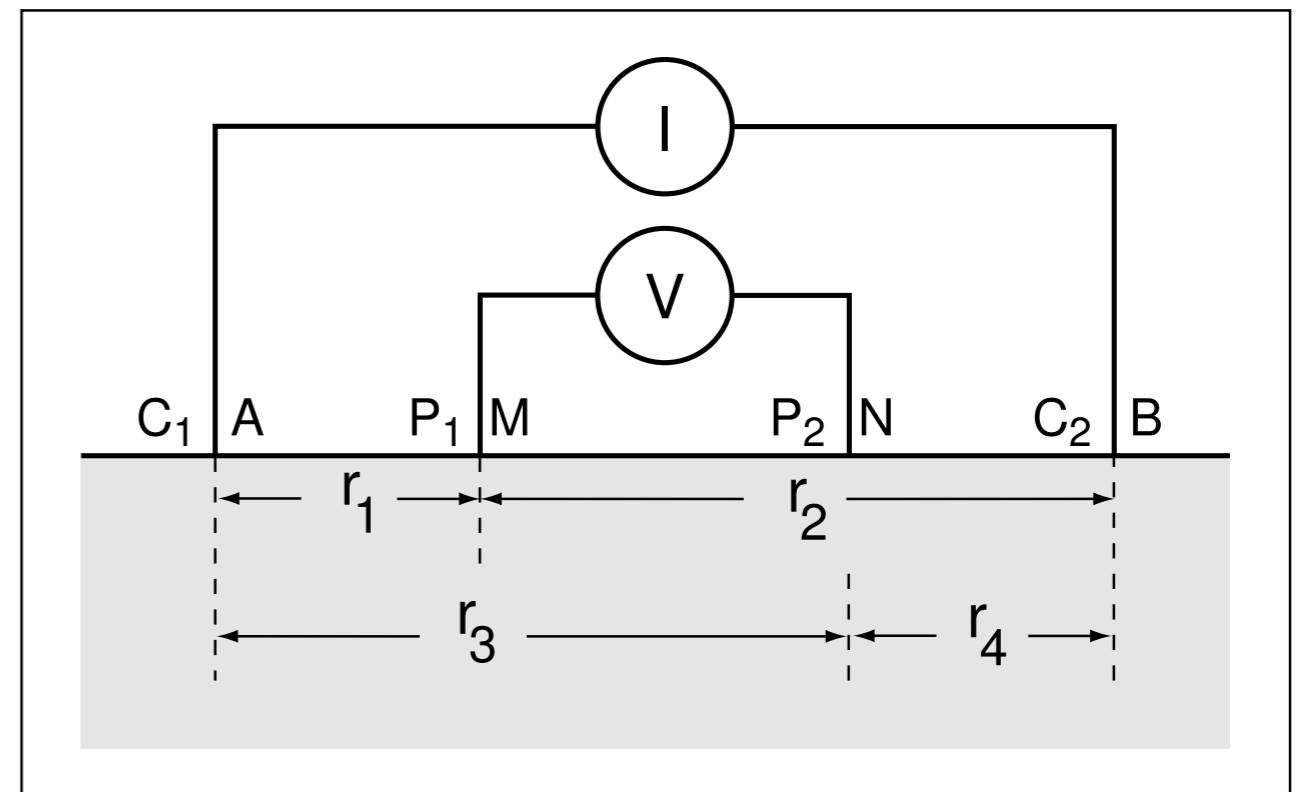 I
V
C₁ A P₁ M P₂ N C₂ B
r₁ r₂
r₃ r₄